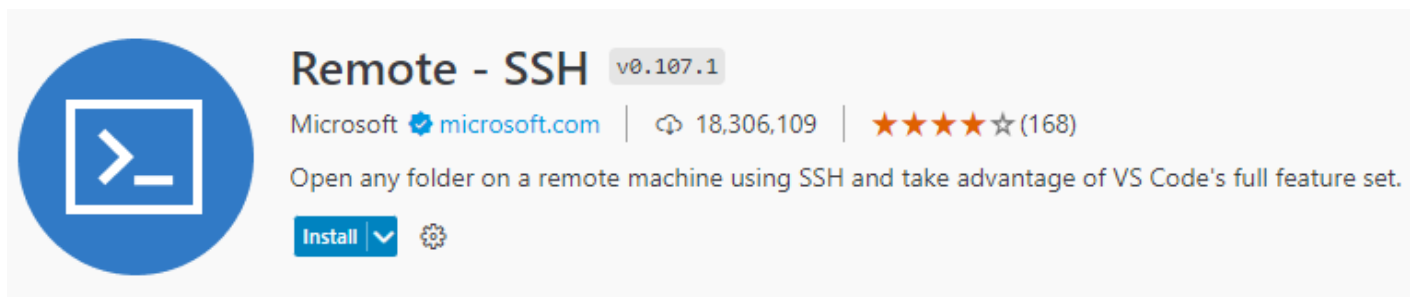 Remote - SSH v0.107.1
Microsoft microsoft.com 18,306,109 (168)
Open any folder on a remote machine using SSH and take advantage of VS Code's full feature set.
Install